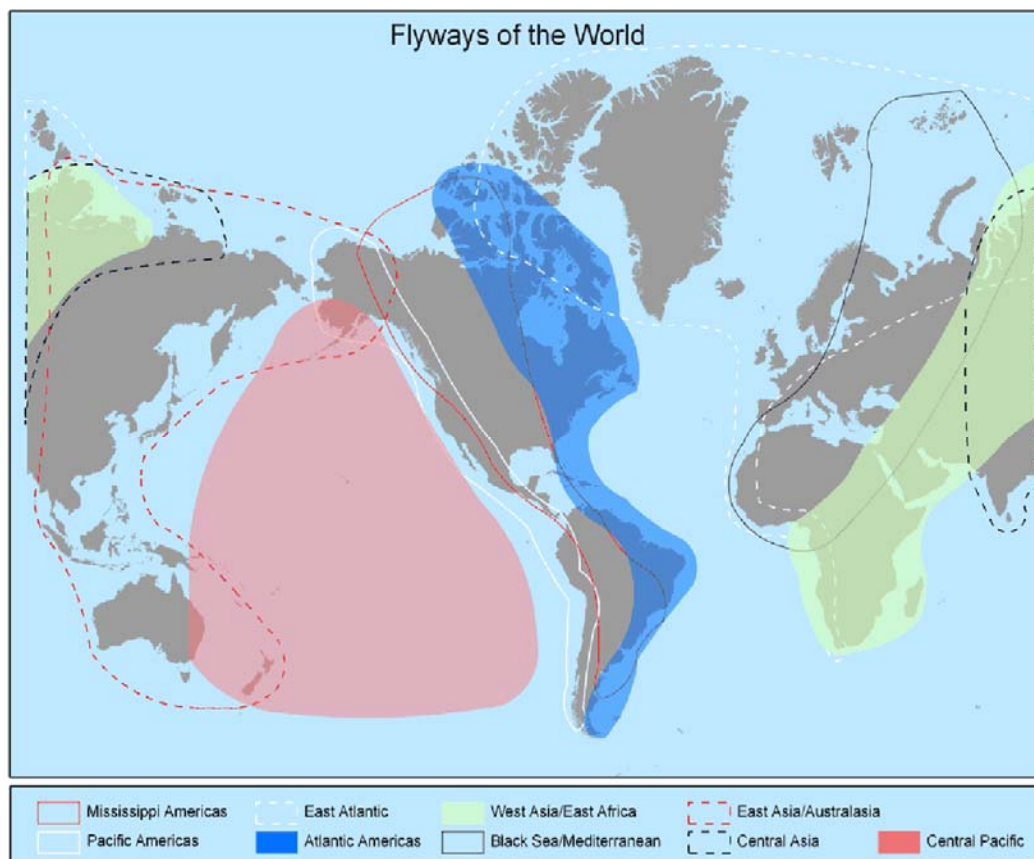 Flyways of the World
Mississippi Americas East Atlantic West Asia/East Africa East Asia/Australasia
Pacific Americas Atlantic Americas Black Sea/Mediterranean Central Asia Central Pacific